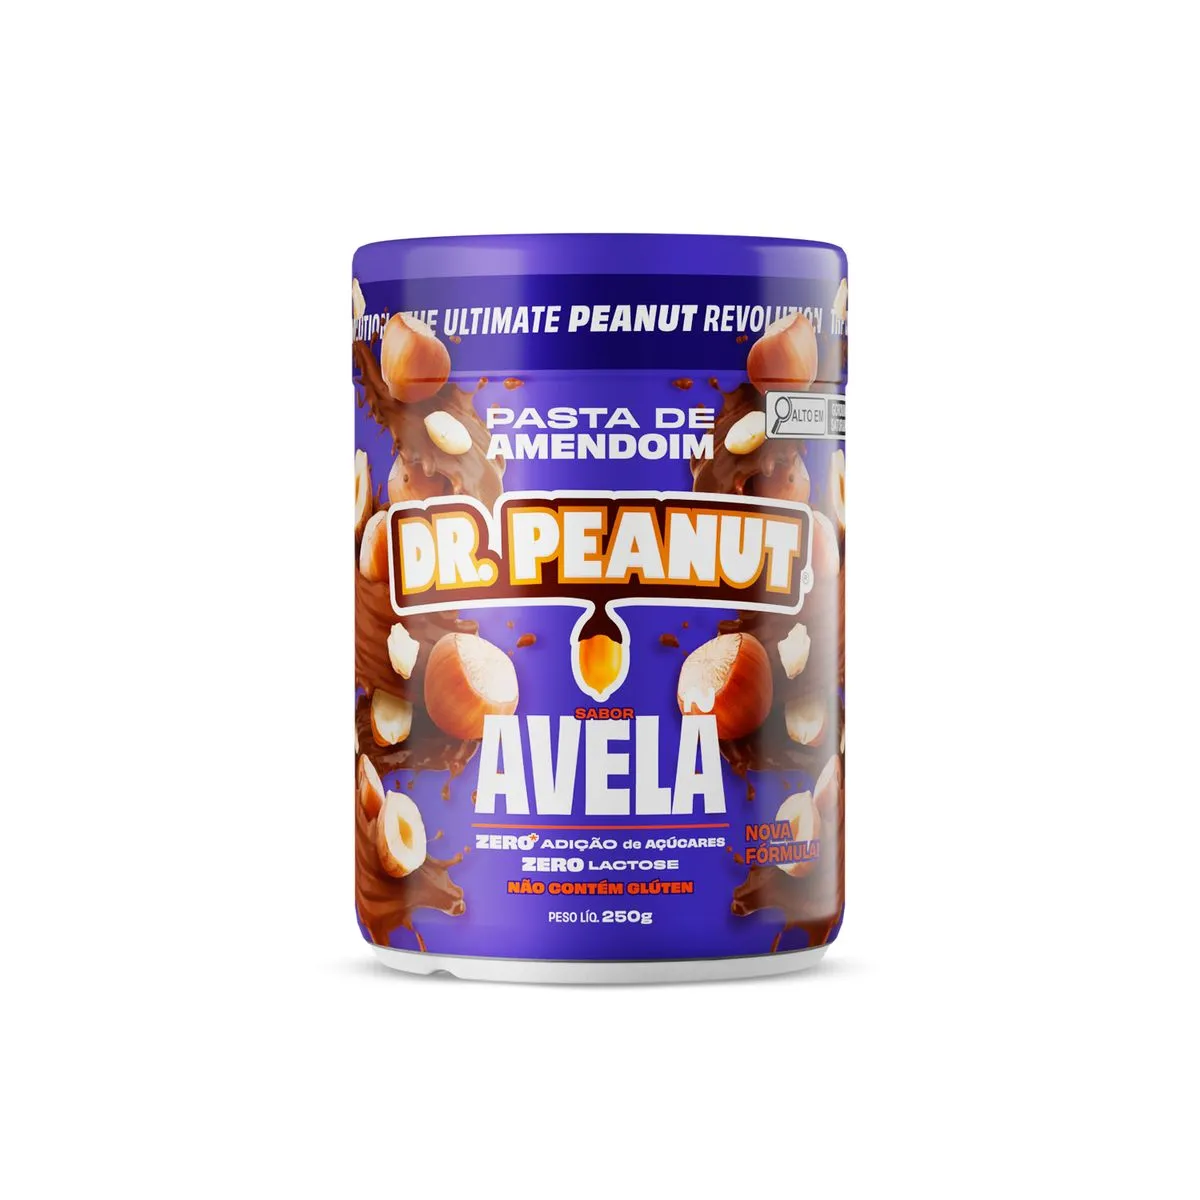 THE ULTIMATE PEANUT REVOLUTION
PASTA DE
AMENDOIM
ALTO EM
DR. PEANUT®
SABOR
AVELÃ
ZERO* ADIÇÃO de AÇÚCARES
ZERO LACTOSE
NÃO CONTÉM GLÚTEN
NOVA
FÓRMULA!
PESO LÍQ. 250g